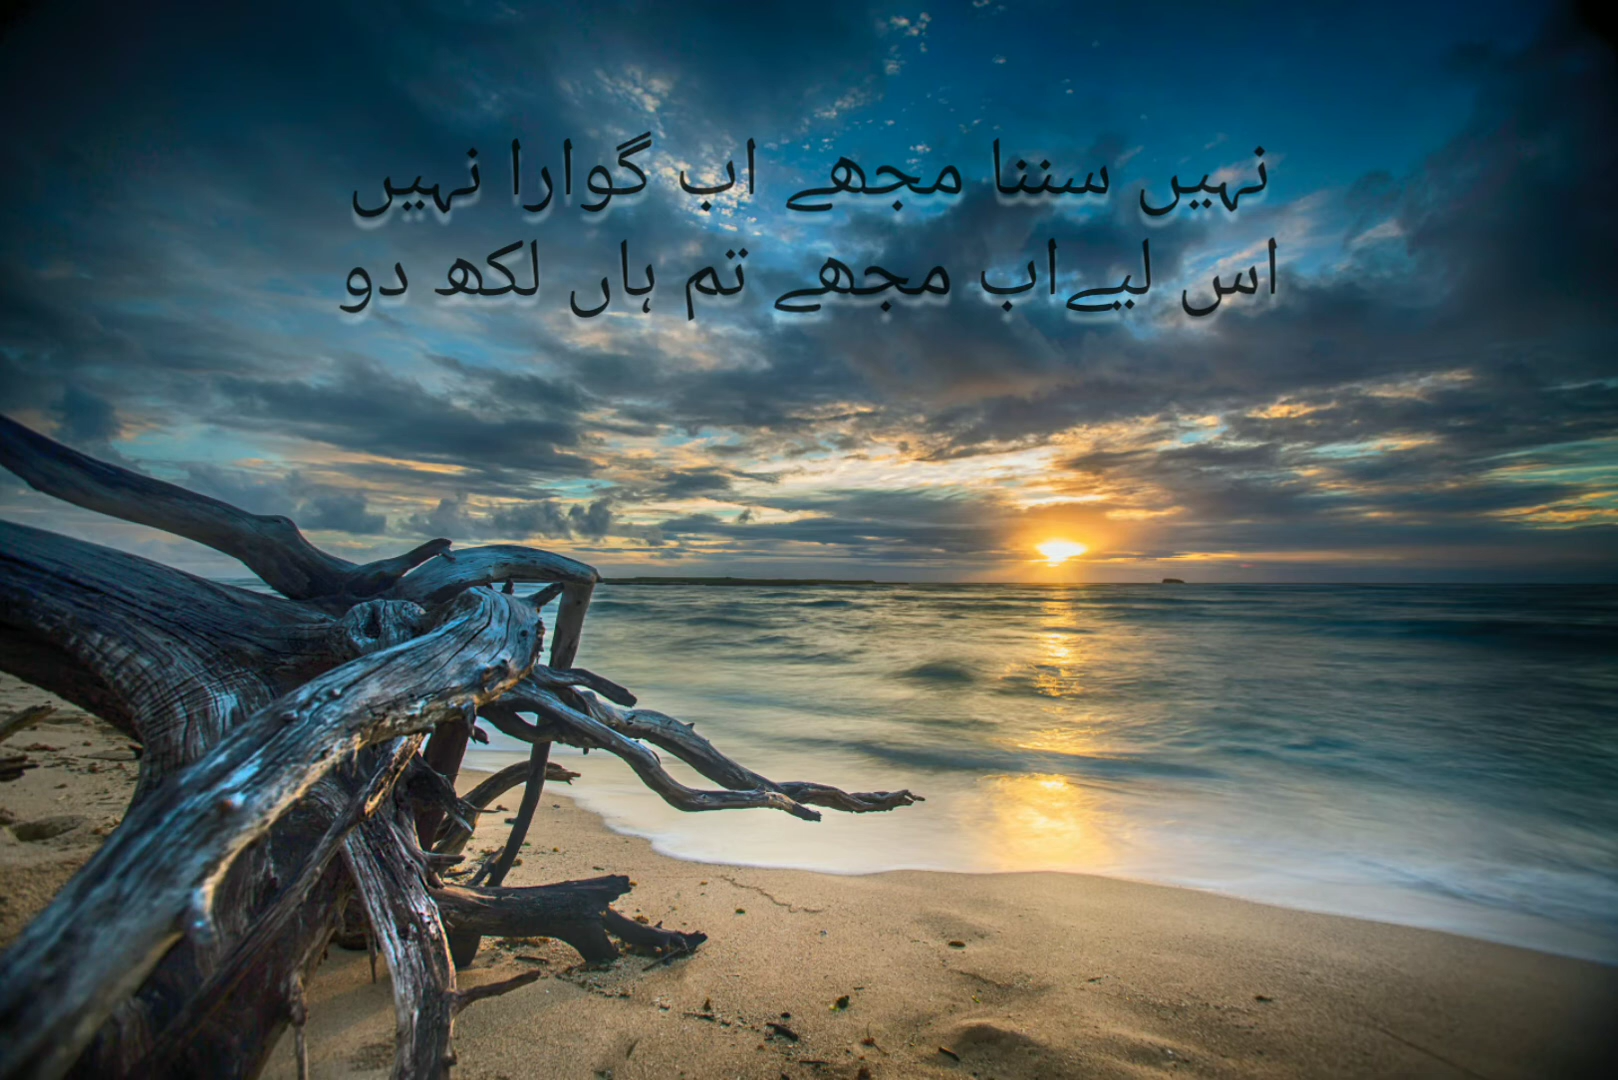 نہیں سننا مجھے اب گوارا نہیں
اس لیےاب مجھے تم ہاں لکھ دو